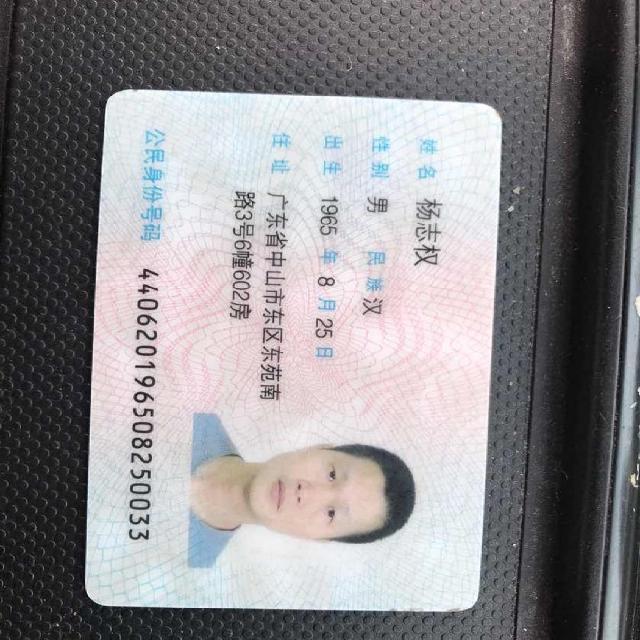 姓名 杨志权
性别 男 民族 汉
出生 1965 年 8 月 25 日
住址 广东省中山市东区东苑南
路3号6幢602房
公民身份号码 440620196508250033